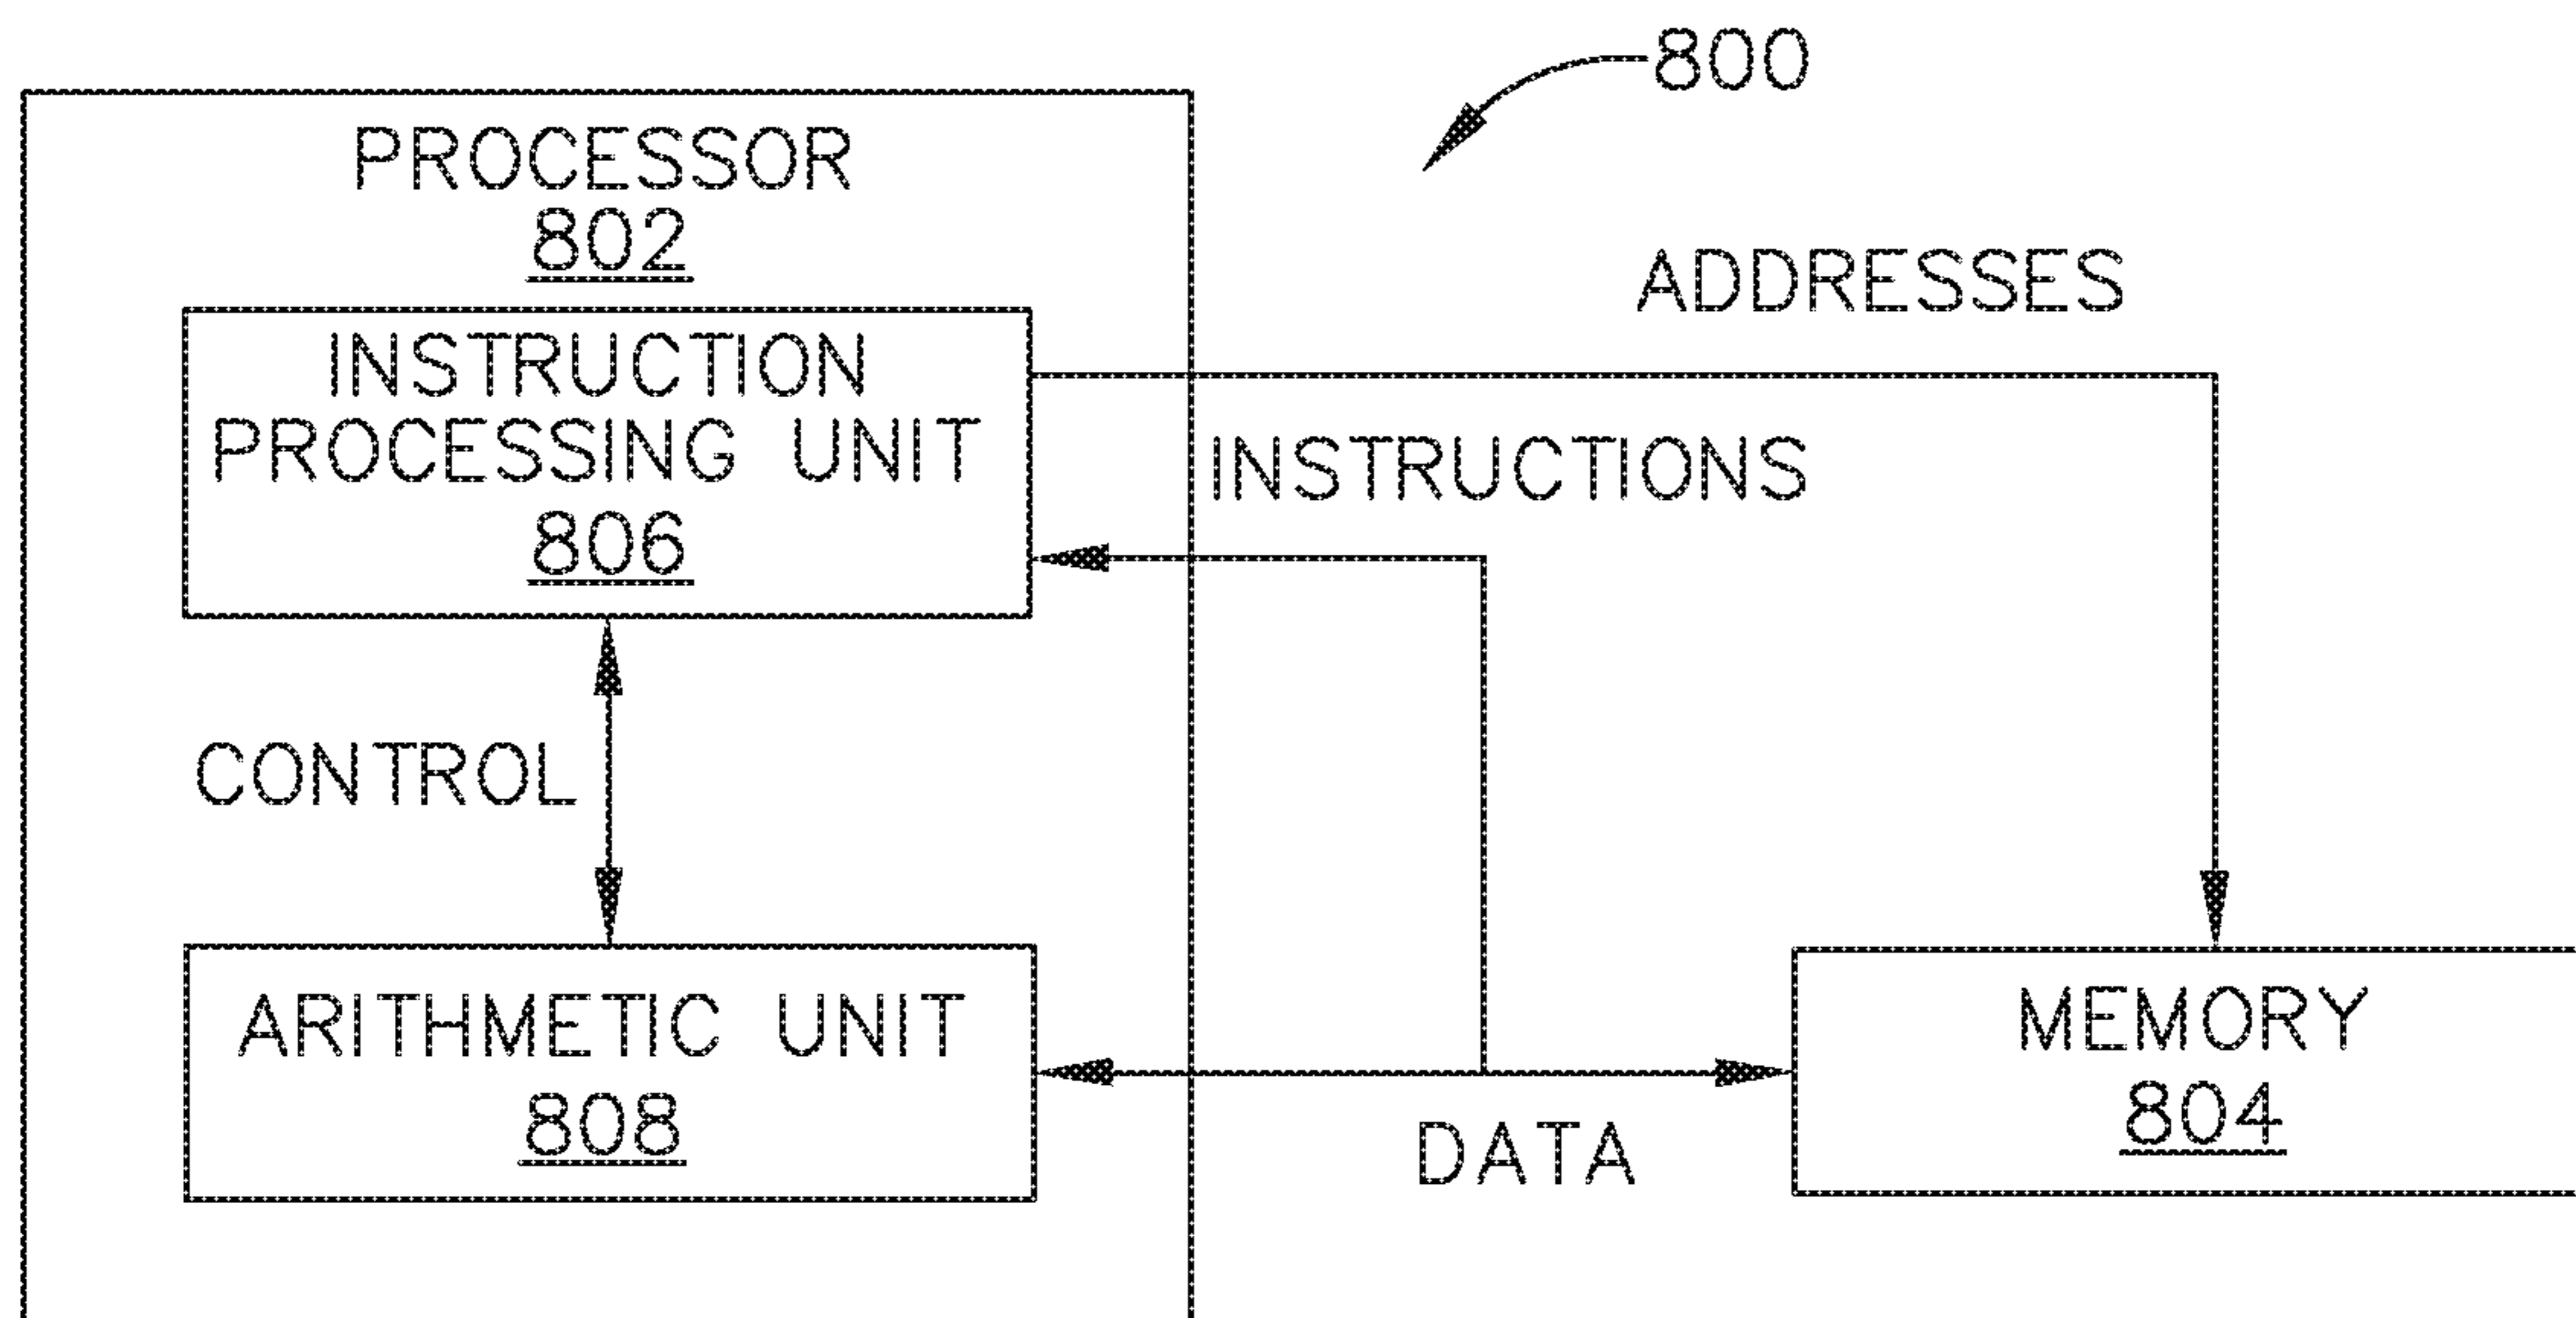 800
PROCESSOR
802
ADDRESSES
INSTRUCTION
PROCESSING UNIT
806
INSTRUCTIONS
CONTROL
ARITHMETIC UNIT
808
DATA
MEMORY
804